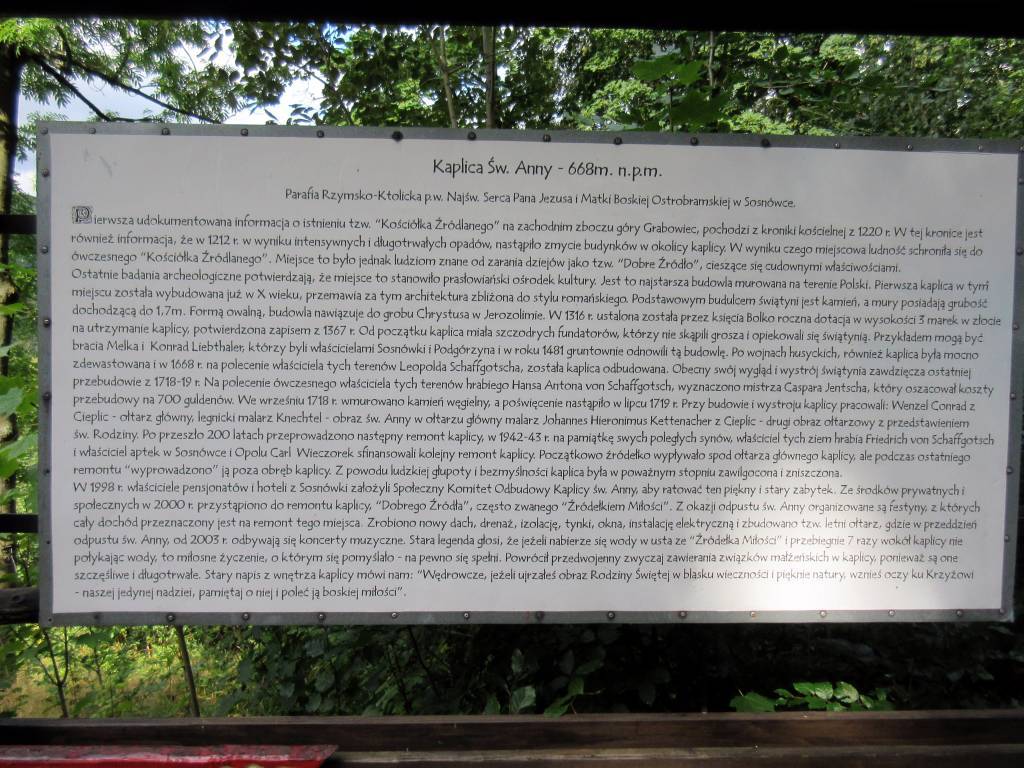 Kaplica Św. Anny - 668m. n.p.m.
Parafia Rzymsko-Ktolicka p.w. Najśw. Serca Pana Jezusa i Matki Boskiej Ostrobramskiej w Sosnówce.
Pierwsza udokumentowana informacja o istnieniu tzw. "Kościółka Źródlanego" na zachodnim zboczu góry Grabowiec, pochodzi z kroniki kościelnej z 1220 r. W tej kronice jest
również informacja, że w 1212 r. w wyniku intensywnych i długotrwałych opadów, nastąpiło zmycie budynków w okolicy kaplicy. W wyniku czego miejscowa ludność schroniła się do
ówczesnego "Kościółka Źródlanego". Miejsce to było jednak ludziom znane od zarania dziejów jako tzw. "Dobre Źródło", cieszące się cudownymi właściwościami.
Ostatnie badania archeologiczne potwierdzają, że miejsce to stanowiło prasłowiański ośrodek kultury. Jest to najstarsza budowla murowana na terenie Polski. Pierwsza kaplica w tym
miejscu została wybudowana już w X wieku, przemawia za tym architektura zbliżona do stylu romańskiego. Podstawowym budulcem świątyni jest kamień, a mury posiadają grubość
dochodzącą do 1,7m. Formą owalną, budowla nawiązuje do grobu Chrystusa w Jerozolimie. W 1316 r. ustalona została przez księcia Bolko roczna dotacja w wysokości 3 marek w złocie
na utrzymanie kaplicy, potwierdzona zapisem z 1367 r. Od początku kaplica miała szczodrych fundatorów, którzy nie skąpili grosza i opiekowali się świątynią. Przykładem mogą być
bracia Melka i Konrad Liebthaler, którzy byli właścicielami Sosnówki i Podgórzyna i w roku 1481 gruntownie odnowili tą budowlę. Po wojnach husyckich, również kaplica była mocno
zdewastowana i w 1668 r. na polecenie właściciela tych terenów Leopolda Schaffgotscha, została kaplica odbudowana. Obecny swój wygląd i wystrój świątynia zawdzięcza ostatniej
przebudowie z 1718-19 r. Na polecenie ówczesnego właściciela tych terenów hrabiego Hansa Antona von Schaffgotsch, wyznaczono mistrza Caspara Jentscha, który oszacował koszty
przebudowy na 700 guldenów. We wrześniu 1718 r. wmurowano kamień węgielny, a poświęcenie nastąpiło w lipcu 1719 r. Przy budowie i wystroju kaplicy pracowali: Wenzel Conrad z
Cieplic - ołtarz główny, legnicki malarz Knechtel - obraz św. Anny w ołtarzu główny malarz Johannes Hieronimus Kettenacher z Cieplic - drugi obraz ołtarzowy z przedstawieniem
św. Rodziny. Po przeszło 200 latach przeprowadzono następny remont kaplicy, w 1942-43 r. na pamiątkę swych poległych synów, właściciel tych ziem hrabia Friedrich von Schaffgotsch
i właściciel aptek w Sosnówce i Opolu Carl Wieczorek sfinansowali kolejny remont kaplicy. Początkowo źródełko wypływało spod ołtarza głównego kaplicy, ale podczas ostatniego
remontu "wyprowadzono" ją poza obręb kaplicy. Z powodu ludzkiej głupoty i bezmyślności kaplica była w poważnym stopniu zawilgocona i zniszczona.
W 1998 r. właściciele pensjonatów i hoteli z Sosnówki założyli Społeczny Komitet Odbudowy Kaplicy św. Anny, aby ratować ten piękny i stary zabytek. Ze środków prywatnych i
społecznych w 2000 r. przystąpiono do remontu kaplicy, "Dobrego Źródła", często zwanego "Źródełkiem Miłości". Z okazji odpustu św. Anny organizowane są festyny, z których
cały dochód przeznaczony jest na remont tego miejsca. Zrobiono nowy dach, drenaż, izolację, tynki, okna, instalację elektryczną i zbudowano tzw. letni ołtarz, gdzie w przeddzień
odpustu św. Anny, od 2003 r. odbywają się koncerty muzyczne. Stara legenda głosi, że jeżeli nabierze się wody w usta ze "Źródełka Miłości" i przebiegnie 7 razy wokół kaplicy nie
połykając wody, to miłosne życzenie, o którym się pomyślało - na pewno się spełni. Powrócił przedwojenny zwyczaj zawierania związków małżeńskich w kaplicy, ponieważ są one
szczęśliwe i długotrwałe. Stary napis z wnętrza kaplicy mówi nam: "Wędrowcze, jeżeli ujrzałeś obraz Rodziny Świętej w blasku wieczności i pięknie natury, wznieś oczy ku Krzyżowi
- naszej jedynej nadziei, pamiętaj o niej i poleć ją boskiej miłości".